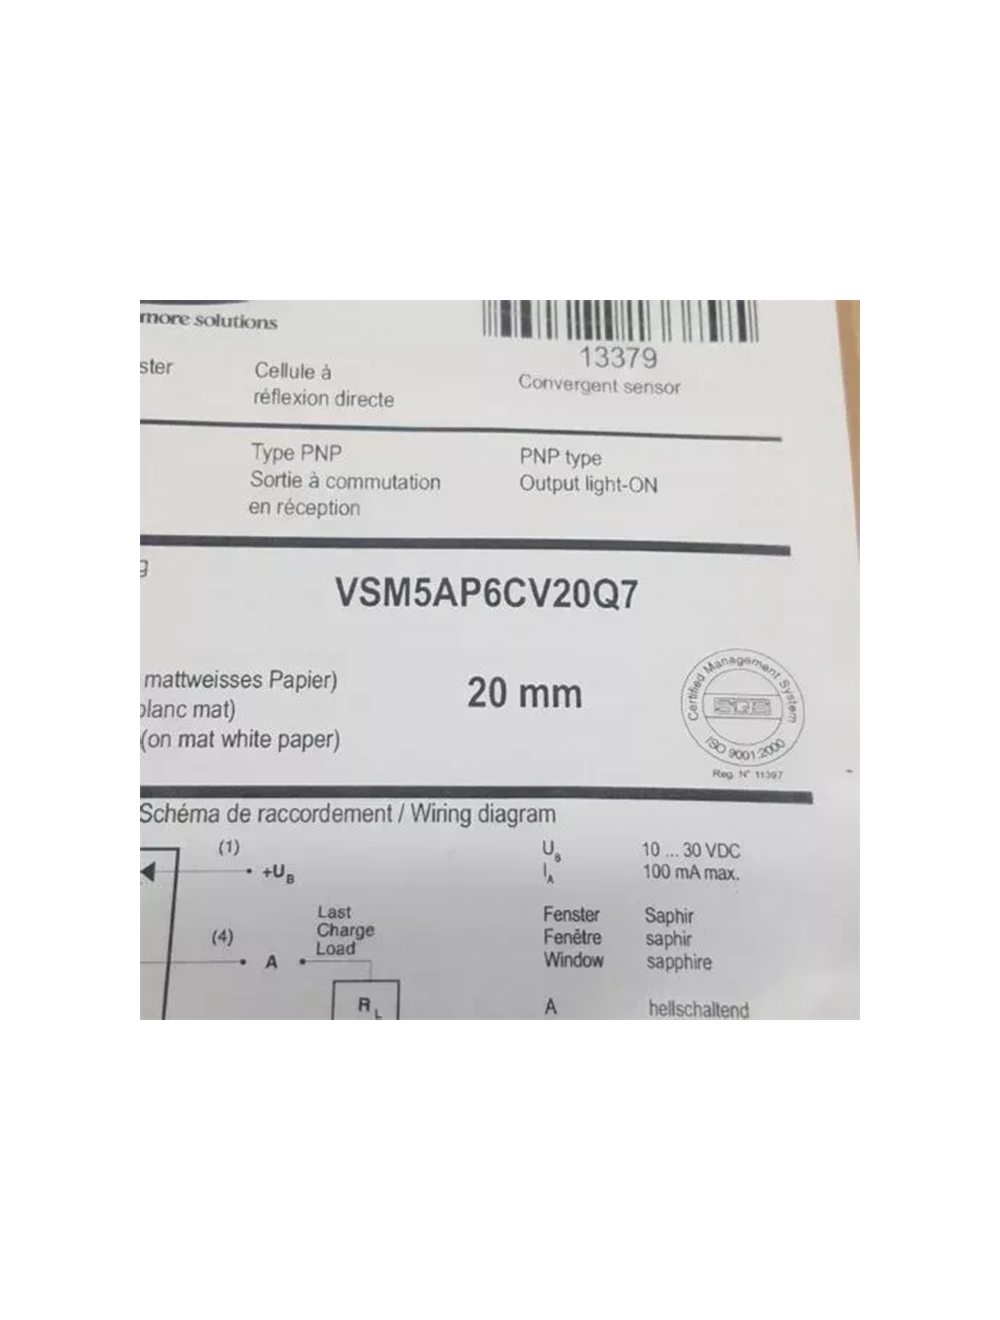 more solutions
13379
Convergent sensor
ster
Cellule à
réflexion directe
Type PNP
Sortie à commutation
en réception
PNP type
Output light-ON
g
VSM5AP6CV20Q7
mattweisses Papier)
blanc mat)
(on mat white paper)
20 mm
Certified Management System
SQS
ISO 9001:2000
Reg. N° 11397
Schéma de raccordement / Wiring diagram
(1)
+UB
(4)
A
Last
Charge
Load
RL
UB 10 ... 30 VDC
IA 100 mA max.
Fenster Saphir
Fenêtre saphir
Window sapphire
A hellschaltend